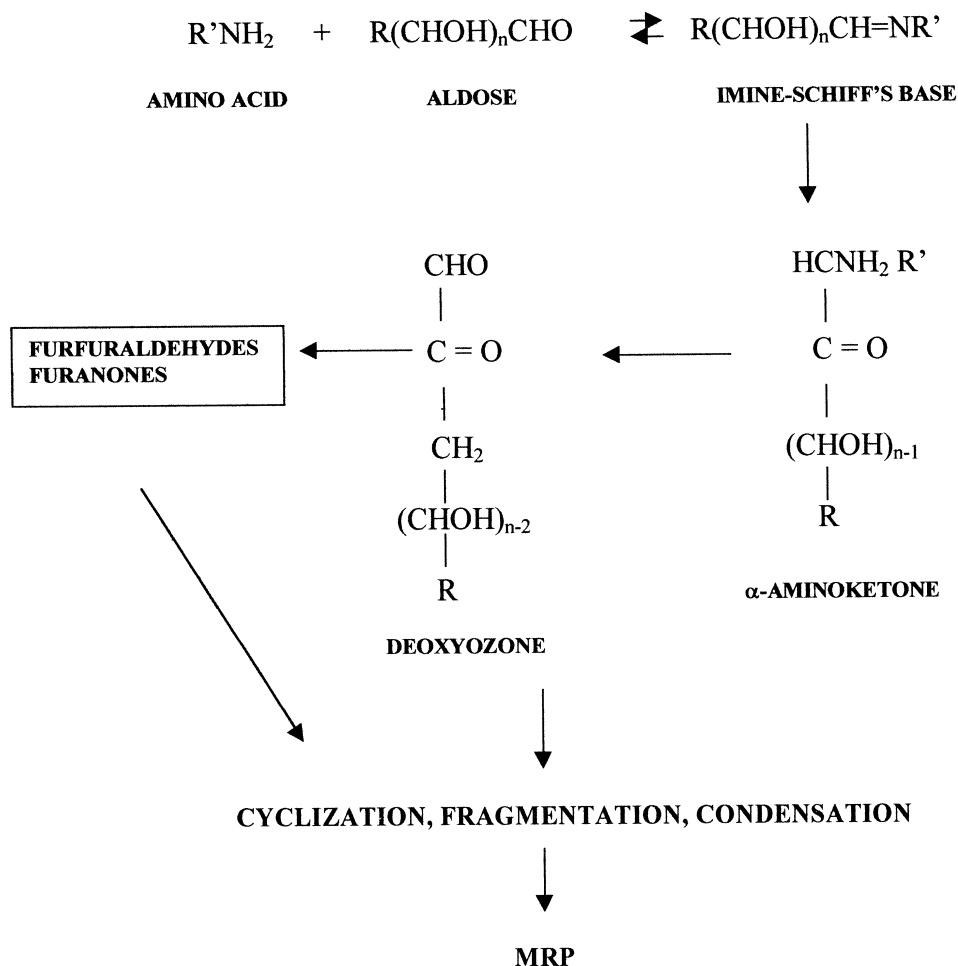 R'NH₂ + R(CHOH)ₙCHO ⇌ R(CHOH)ₙCH=NR'
AMINO ACID ALDOSE IMINE-SCHIFF'S BASE
CHO HCNH₂ R'
FURFURALDEHYDES
FURANONES
C = O C = O
CH₂ (CHOH)ₙ₋₁
(CHOH)ₙ₋₂ R
R α-AMINOKETONE
DEOXYOZONE
CYCLIZATION, FRAGMENTATION, CONDENSATION
MRP